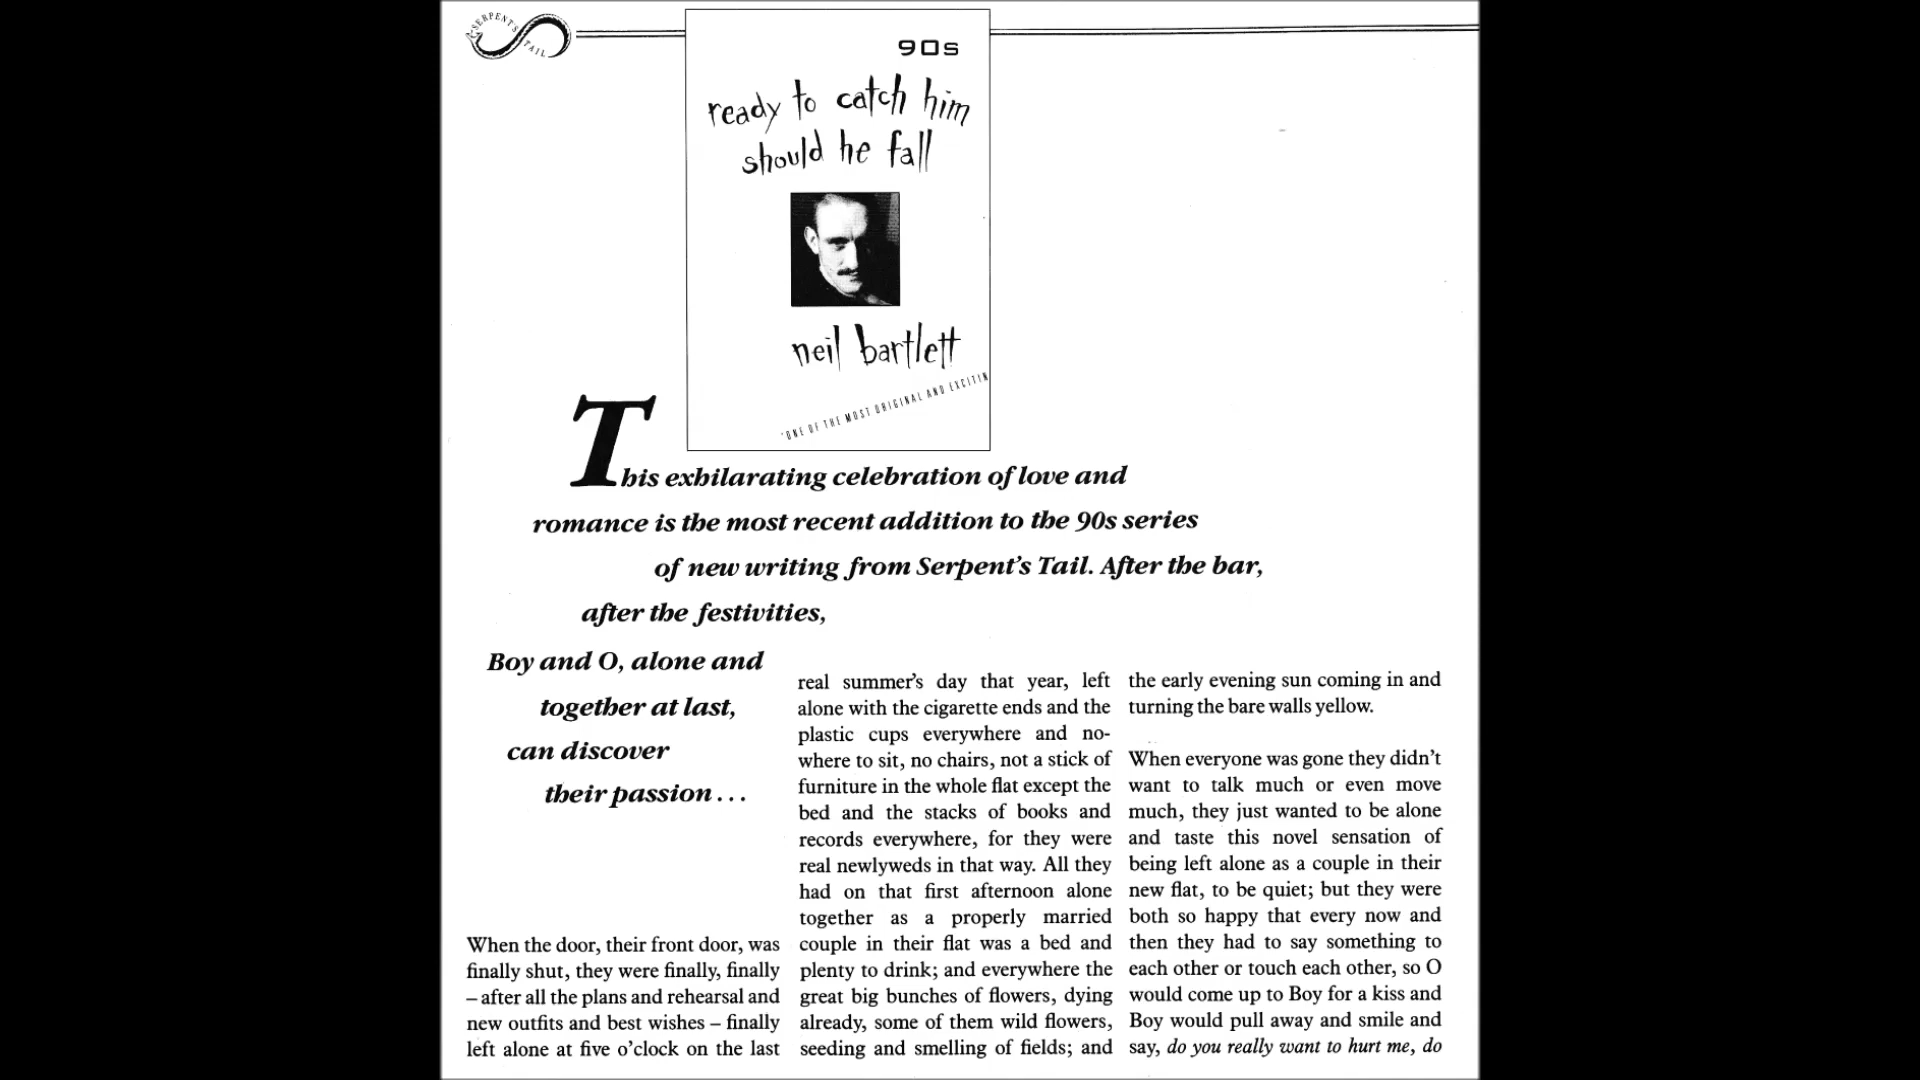 SERPENT'S TAIL
90s
ready to catch him
should he fall
neil bartlett
"ONE OF THE MOST ORIGINAL AND EXCITIN
This exhilarating celebration of love and
romance is the most recent addition to the 90s series
of new writing from Serpent's Tail. After the bar,
after the festivities,
Boy and O, alone and
together at last,
can discover
their passion . . .
When the door, their front door, was
finally shut, they were finally, finally
– after all the plans and rehearsal and
new outfits and best wishes – finally
left alone at five o'clock on the last
real summer's day that year, left
alone with the cigarette ends and the
plastic cups everywhere and no-
where to sit, no chairs, not a stick of
furniture in the whole flat except the
bed and the stacks of books and
records everywhere, for they were
real newlyweds in that way. All they
had on that first afternoon alone
together as a properly married
couple in their flat was a bed and
plenty to drink; and everywhere the
great big bunches of flowers, dying
already, some of them wild flowers,
seeding and smelling of fields; and
the early evening sun coming in and
turning the bare walls yellow.
When everyone was gone they didn't
want to talk much or even move
much, they just wanted to be alone
and taste this novel sensation of
being left alone as a couple in their
new flat, to be quiet; but they were
both so happy that every now and
then they had to say something to
each other or touch each other, so O
would come up to Boy for a kiss and
Boy would pull away and smile and
say, do you really want to hurt me, do